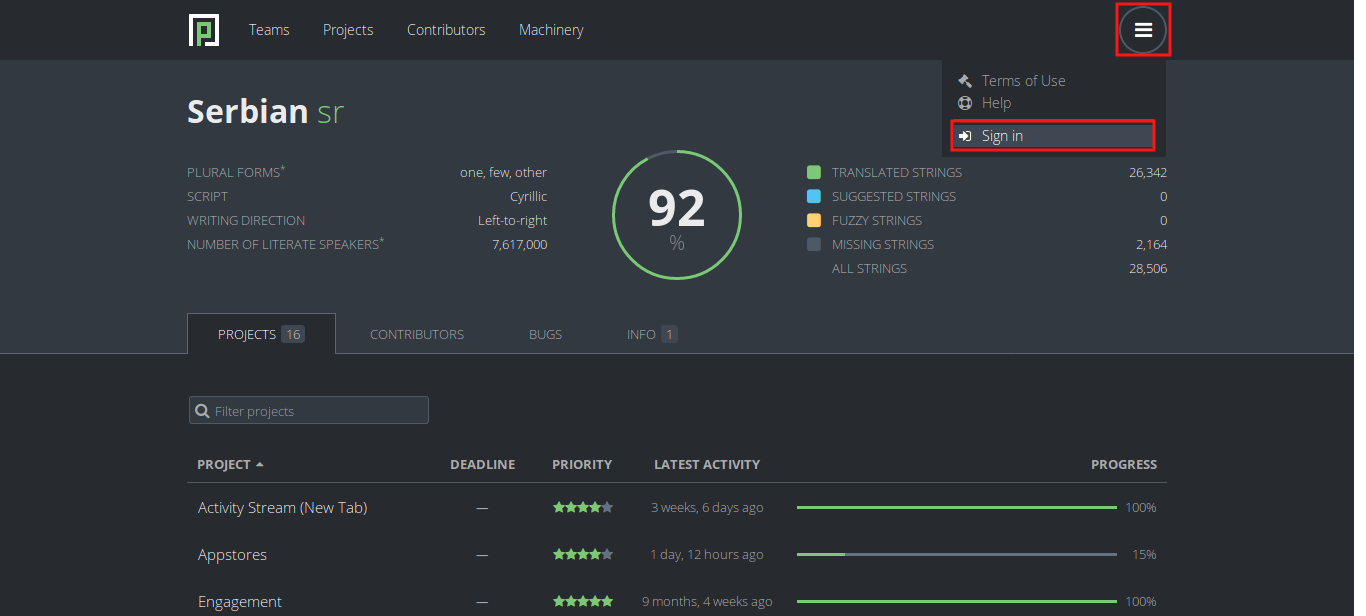 Teams Projects Contributors Machinery
Terms of Use
Help
Sign in
Serbian sr
PLURAL FORMS* one, few, other
SCRIPT Cyrillic
WRITING DIRECTION Left-to-right
NUMBER OF LITERATE SPEAKERS* 7,617,000
92
%
TRANSLATED STRINGS 26,342
SUGGESTED STRINGS 0
FUZZY STRINGS 0
MISSING STRINGS 2,164
ALL STRINGS 28,506
PROJECTS 16 CONTRIBUTORS BUGS INFO 1
Filter projects
PROJECT DEADLINE PRIORITY LATEST ACTIVITY PROGRESS
Activity Stream (New Tab) — 3 weeks, 6 days ago 100%
Appstores — 1 day, 12 hours ago 15%
Engagement — 9 months, 4 weeks ago 100%